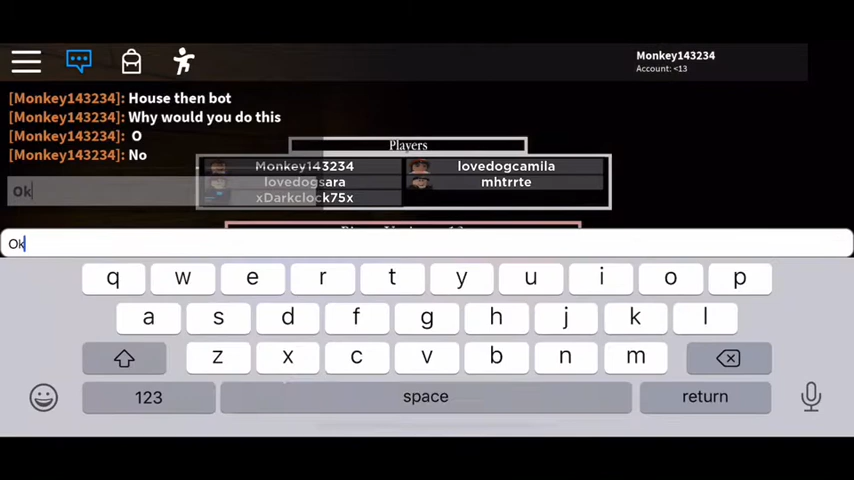 Monkey143234
Account: <13
[Monkey143234]: House then bot
[Monkey143234]: Why would you do this
[Monkey143234]: O
[Monkey143234]: No
Ok
Players
Monkey143234 lovedogcamila
lovedogsara mhtrrte
xDarkclock75x
Ok
q w e r t y u i o p
a s d f g h j k l
z x c v b n m
123 space return